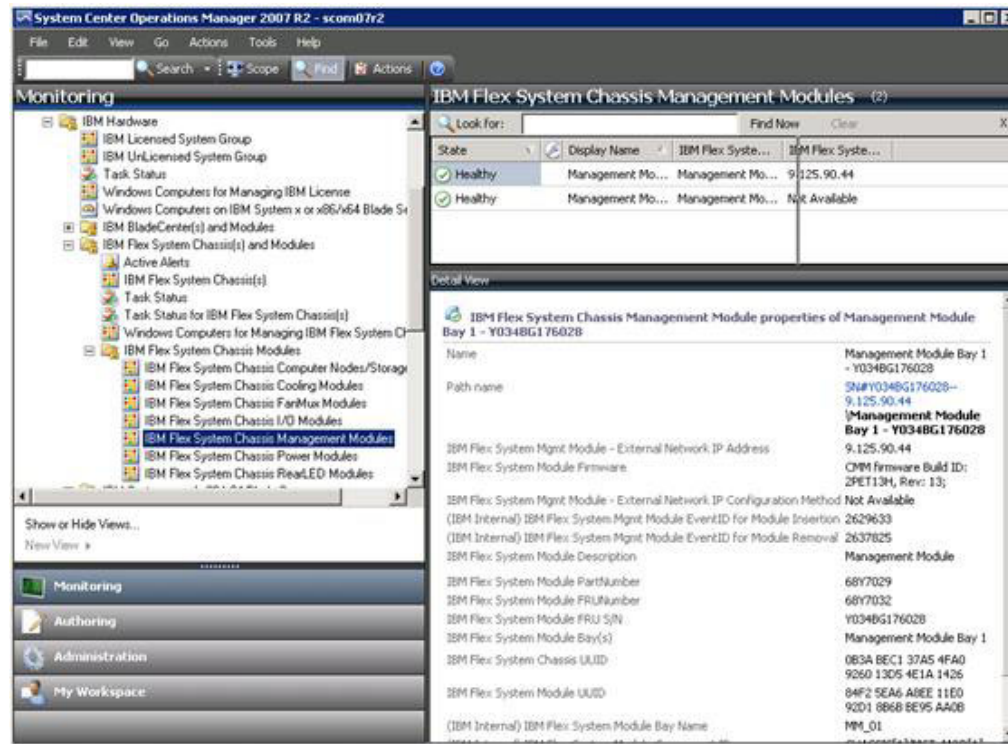 System Center Operations Manager 2007 R2 - scom07r2
File Edit View Go Actions Tools Help
Search Scope Find Actions
Monitoring
IBM Hardware
IBM Licensed System Group
IBM UnLicensed System Group
Task Status
Windows Computers for Managing IBM License
Windows Computers on IBM System x or x86/x64 Blade Se
IBM BladeCenter(s) and Modules
IBM Flex System Chassis(s) and Modules
Active Alerts
IBM Flex System Chassis(s)
Task Status
Task Status for IBM Flex System Chassis(s)
Windows Computers for Managing IBM Flex System Ch
IBM Flex System Chassis Modules
IBM Flex System Chassis Computer Nodes/Storage
IBM Flex System Chassis Cooling Modules
IBM Flex System Chassis FanMux Modules
IBM Flex System Chassis I/O Modules
IBM Flex System Chassis Management Modules
IBM Flex System Chassis Power Modules
IBM Flex System Chassis RearLED Modules
Show or Hide Views...
New View
Monitoring
Authoring
Administration
My Workspace
IBM Flex System Chassis Management Modules (2)
Look for: Find Now Clear X
State Display Name IBM Flex Syste... IBM Flex Syste...
Healthy Management Mo... Management Mo... 9.125.90.44
Healthy Management Mo... Management Mo... Not Available
Detail View
IBM Flex System Chassis Management Module properties of Management Module
Bay 1 - Y034BG176028
Name Management Module Bay 1
- Y034BG176028
Path name SN#Y034BG176028--
9.125.90.44
\Management Module
Bay 1 - Y034BG176028
IBM Flex System Mgmt Module - External Network IP Address 9.125.90.44
IBM Flex System Module Firmware CMM firmware Build ID:
2PET13H, Rev: 13;
IBM Flex System Mgmt Module - External Network IP Configuration Method Not Available
(IBM Internal) IBM Flex System Mgmt Module EventID for Module Insertion 2629633
(IBM Internal) IBM Flex System Mgmt Module EventID for Module Removal 2637825
IBM Flex System Module Description Management Module
IBM Flex System Module PartNumber 68Y7029
IBM Flex System Module FRUNumber 68Y7032
IBM Flex System Module FRU S/N Y034BG176028
IBM Flex System Module Bay(s) Management Module Bay 1
IBM Flex System Chassis UUID 0B3A BEC1 37A5 4FA0
9260 13D5 4E1A 1426
IBM Flex System Module UUID 84F2 5EA6 A8EE 11E0
92D1 8B6B BE95 AA0B
(IBM Internal) IBM Flex System Module Bay Name MM_01